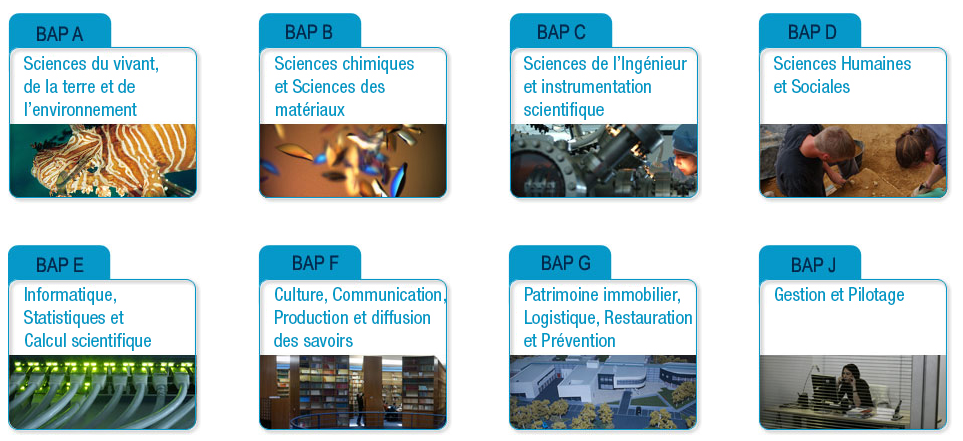 BAP A
Sciences du vivant,
de la terre et de
l’environnement
BAP B
Sciences chimiques
et Sciences des
matériaux
BAP C
Sciences de l’Ingénieur
et instrumentation
scientifique
BAP D
Sciences Humaines
et Sociales
BAP E
Informatique,
Statistiques et
Calcul scientifique
BAP F
Culture, Communication,
Production et diffusion
des savoirs
BAP G
Patrimoine immobilier,
Logistique, Restauration
et Prévention
BAP J
Gestion et Pilotage